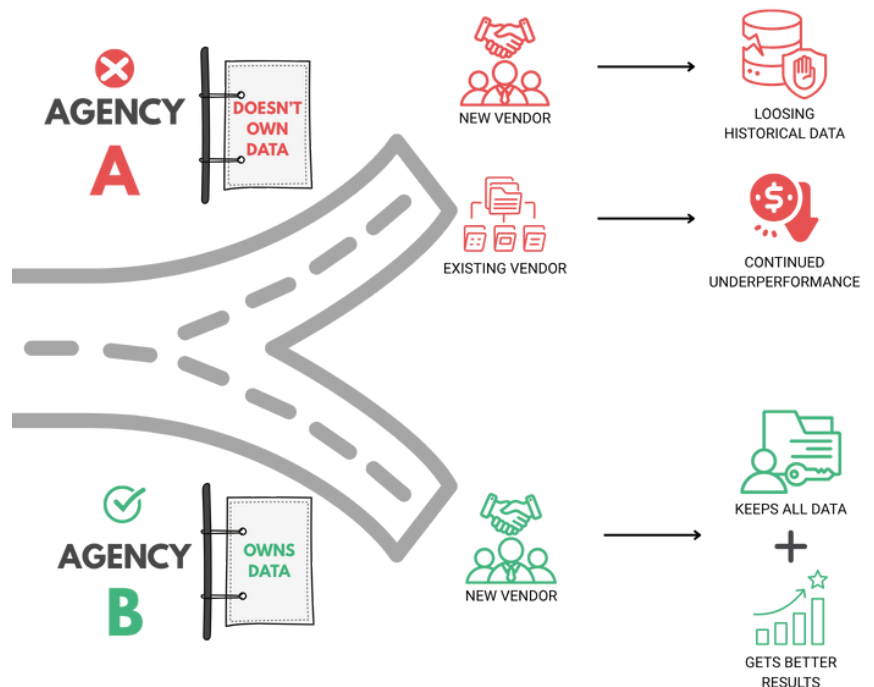 AGENCY
A
DOESN'T
OWN
DATA
NEW VENDOR
LOOSING
HISTORICAL DATA
EXISTING VENDOR
CONTINUED
UNDERPERFORMANCE
AGENCY
B
OWNS
DATA
NEW VENDOR
KEEPS ALL DATA
+
GETS BETTER
RESULTS